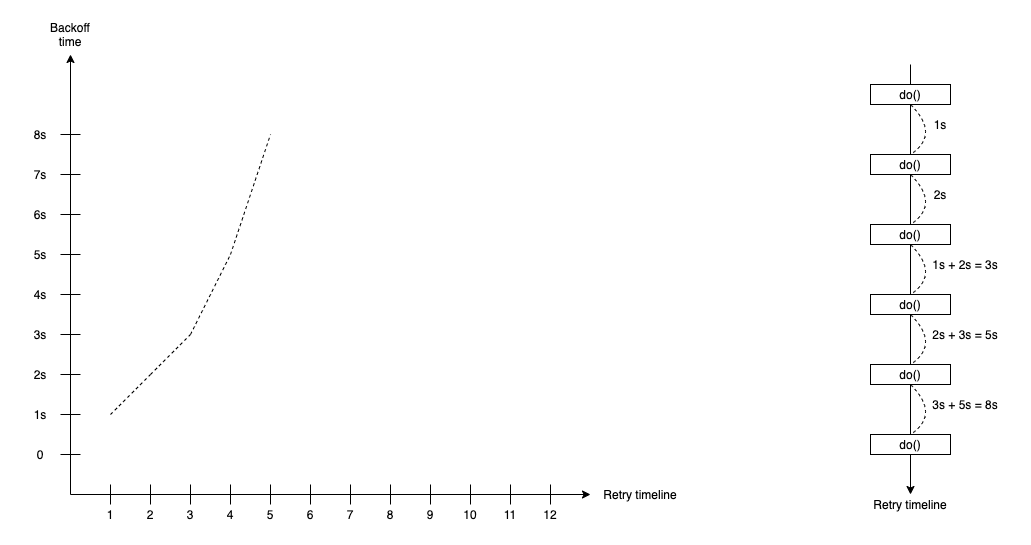 Backoff
time
8s
7s
6s
5s
4s
3s
2s
1s
0
1 2 3 4 5 6 7 8 9 10 11 12
Retry timeline
do()
1s
do()
2s
do()
1s + 2s = 3s
do()
2s + 3s = 5s
do()
3s + 5s = 8s
do()
Retry timeline